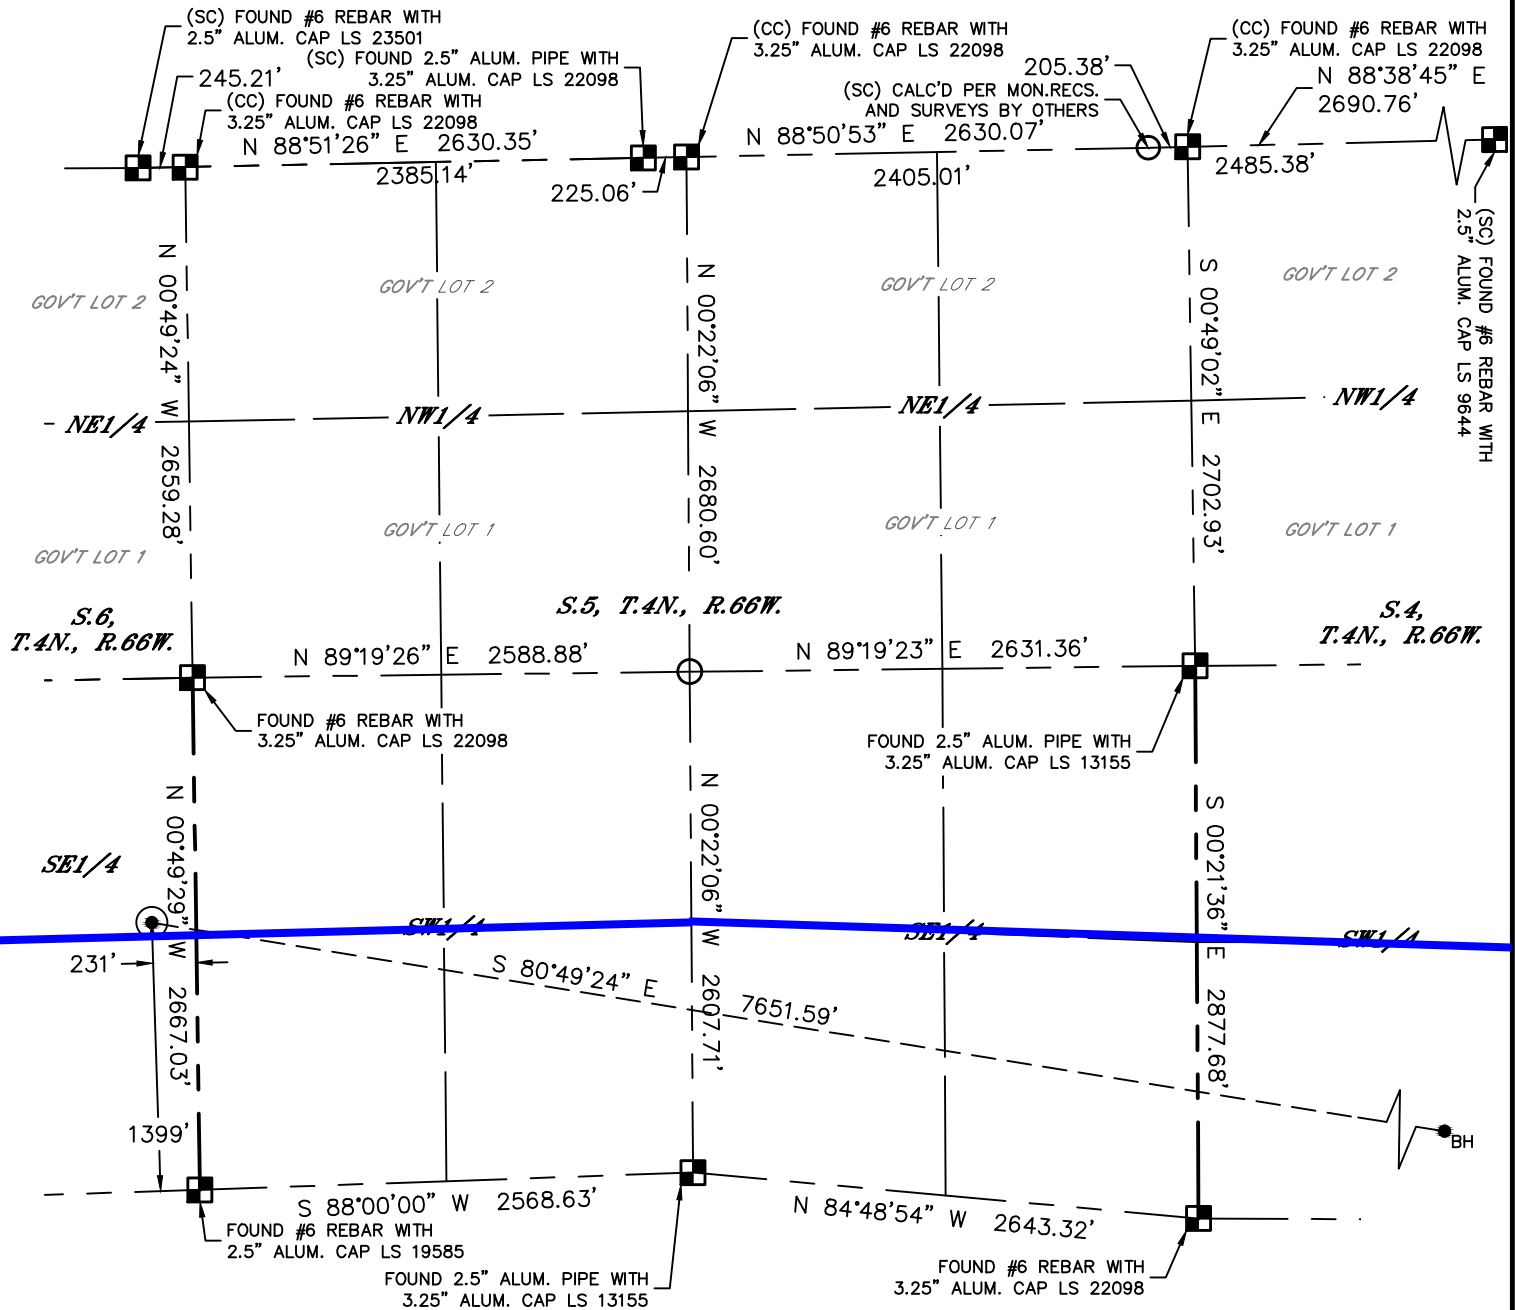 (SC) FOUND #6 REBAR WITH
2.5" ALUM. CAP LS 23501
245.21'
(SC) FOUND 2.5" ALUM. PIPE WITH
3.25" ALUM. CAP LS 22098
(CC) FOUND #6 REBAR WITH
3.25" ALUM. CAP LS 22098
(CC) FOUND #6 REBAR WITH
3.25" ALUM. CAP LS 22098
205.38'
(SC) CALC'D PER MON.RECS.
AND SURVEYS BY OTHERS
(CC) FOUND #6 REBAR WITH
3.25" ALUM. CAP LS 22098
N 88°38'45" E
2690.76'
N 88°51'26" E 2630.35'
2385.14'
225.06'
N 88°50'53" E 2630.07'
2405.01'
2485.38'
(SC) FOUND #6 REBAR WITH
2.5" ALUM. CAP LS 9644
N 00°49'24" W 2659.28'
N 00°22'06" W 2680.60'
S 00°49'02" E 2702.93'
GOV'T LOT 2
GOV'T LOT 2
GOV'T LOT 2
GOV'T LOT 2
NE1/4
NW1/4
NE1/4
NW1/4
GOV'T LOT 1
GOV'T LOT 1
GOV'T LOT 1
GOV'T LOT 1
S.6,
T.4N., R.66W.
S.5, T.4N., R.66W.
S.4,
T.4N., R.66W.
N 89°19'26" E 2588.88'
N 89°19'23" E 2631.36'
FOUND #6 REBAR WITH
3.25" ALUM. CAP LS 22098
FOUND 2.5" ALUM. PIPE WITH
3.25" ALUM. CAP LS 13155
N 00°49'29" W 2667.03'
N 00°22'06" W 2607.71'
S 00°21'36" E 2877.68'
SE1/4
SW1/4
SE1/4
SW1/4
231'
S 80°49'24" E 7651.59'
1399'
BH
S 88°00'00" W 2568.63'
N 84°48'54" W 2643.32'
FOUND #6 REBAR WITH
2.5" ALUM. CAP LS 19585
FOUND 2.5" ALUM. PIPE WITH
3.25" ALUM. CAP LS 13155
FOUND #6 REBAR WITH
3.25" ALUM. CAP LS 22098